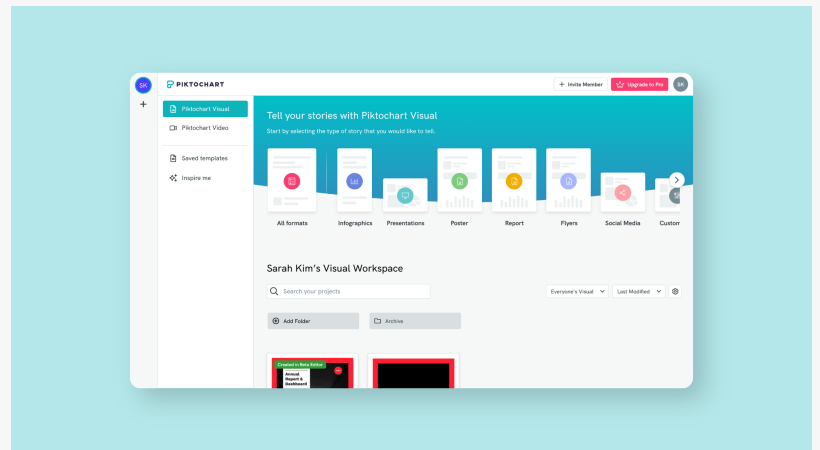 SK
PIKTOCHART
+ Invite Member
Upgrade to Pro
SK
+
Piktochart Visual
Piktochart Video
Saved templates
Inspire me
Tell your stories with Piktochart Visual
Start by selecting the type of story that you would like to tell.
All formats
Infographics
Presentations
Poster
Report
Flyers
Social Media
Custom
Sarah Kim's Visual Workspace
Search your projects
Everyone's Visual
Last Modified
Add Folder
Archive
Created in Beta Editor
Annual
Report &
Dashboard